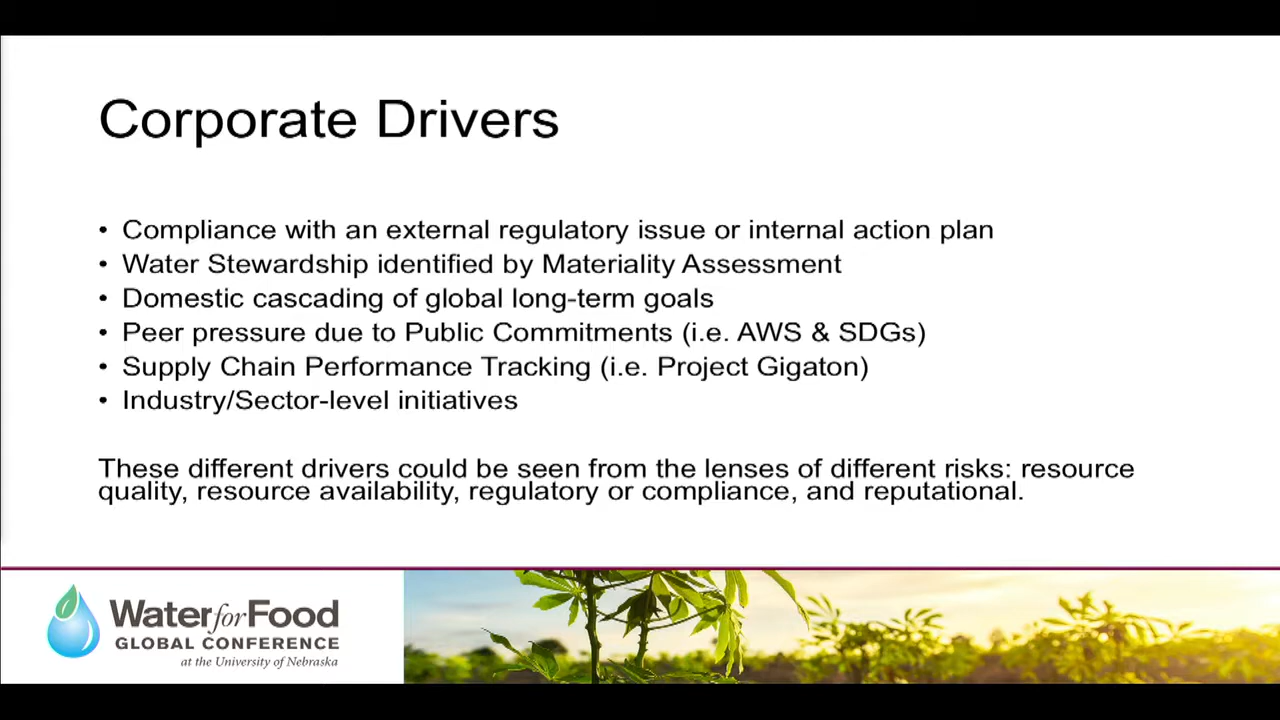 Corporate Drivers
• Compliance with an external regulatory issue or internal action plan
• Water Stewardship identified by Materiality Assessment
• Domestic cascading of global long-term goals
• Peer pressure due to Public Commitments (i.e. AWS & SDGs)
• Supply Chain Performance Tracking (i.e. Project Gigaton)
• Industry/Sector-level initiatives
These different drivers could be seen from the lenses of different risks: resource
quality, resource availability, regulatory or compliance, and reputational.
Water for Food
GLOBAL CONFERENCE
at the University of Nebraska